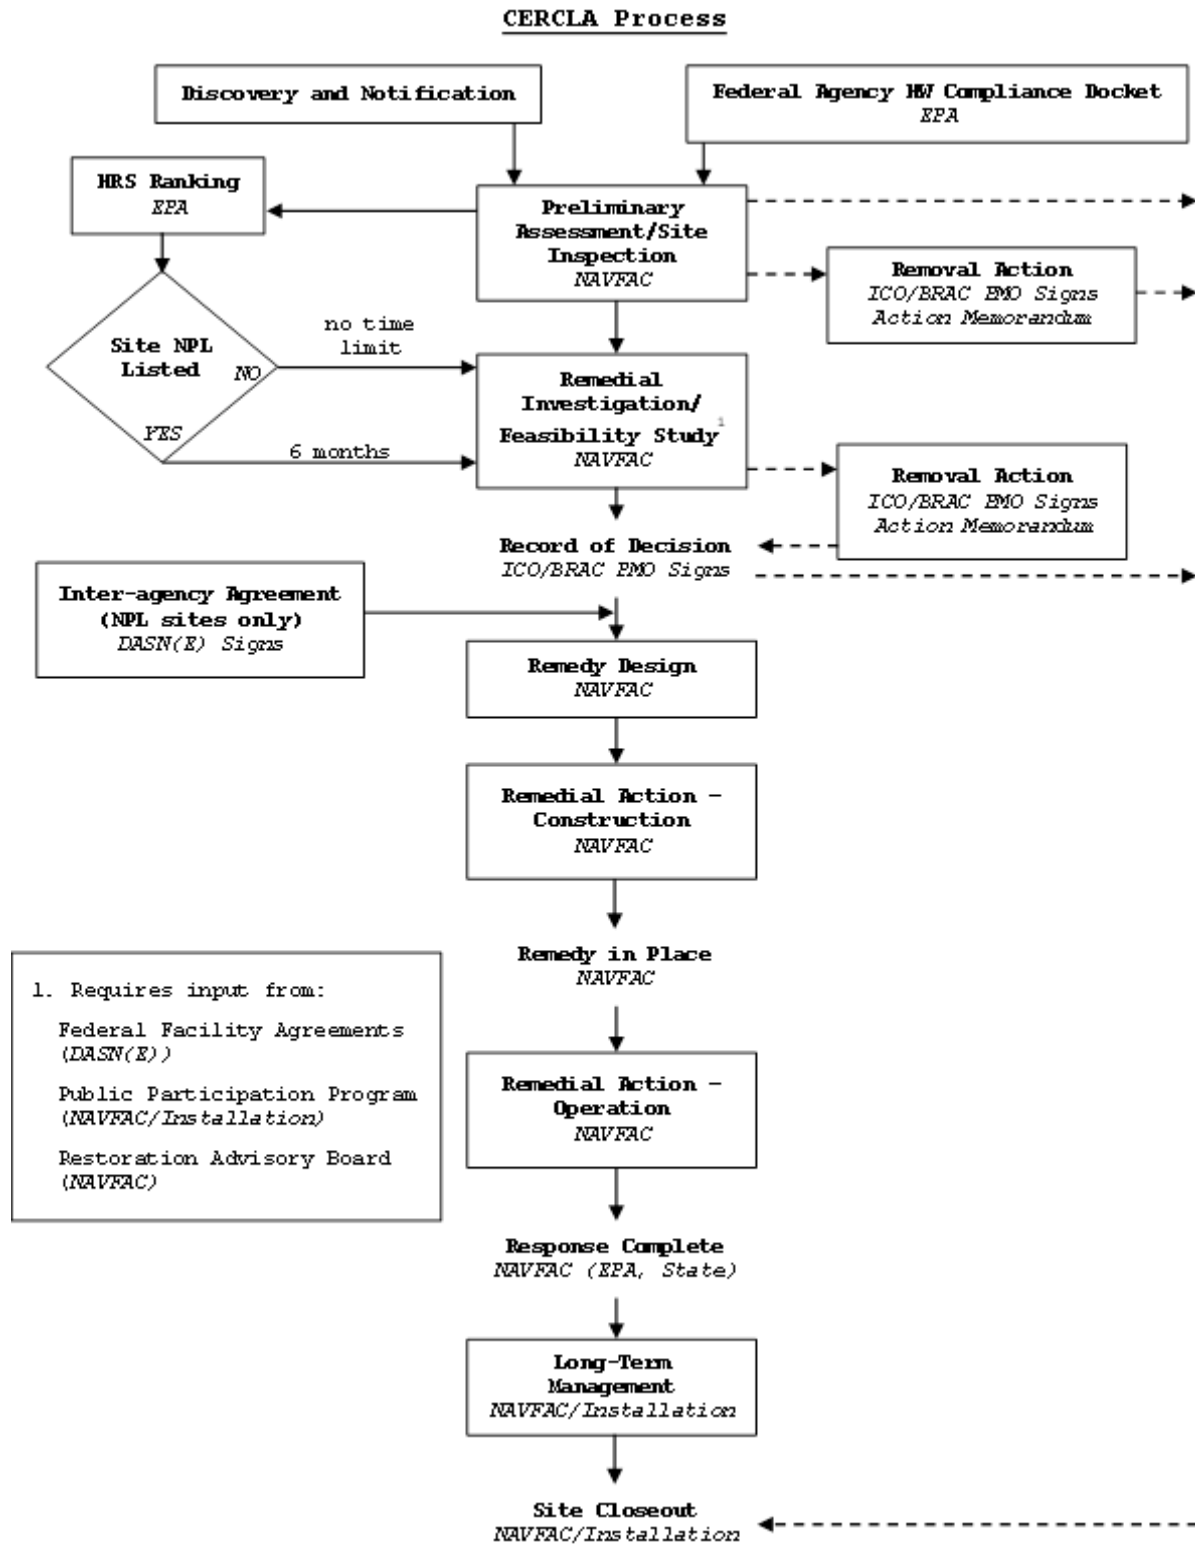 CERCLA Process
Discovery and Notification
Federal Agency HW Compliance Docket
EPA
HRS Ranking
EPA
Preliminary
Assessment/Site
Inspection
NAVFAC
Removal Action
ICO/BRAC PMO Signs
Action Memorandum
Site NPL
Listed
NO
YES
no time
limit
6 months
Remedial
Investigation/
Feasibility Study1
NAVFAC
Removal Action
ICO/BRAC PMO Signs
Action Memorandum
Record of Decision
ICO/BRAC PMO Signs
Inter-agency Agreement
(NPL sites only)
DASN(E) Signs
Remedy Design
NAVFAC
Remedial Action –
Construction
NAVFAC
Remedy in Place
NAVFAC
1. Requires input from:
Federal Facility Agreements
(DASN(E))
Public Participation Program
(NAVFAC/Installation)
Restoration Advisory Board
(NAVFAC)
Remedial Action –
Operation
NAVFAC
Response Complete
NAVFAC (EPA, State)
Long-Term
Management
NAVFAC/Installation
Site Closeout
NAVFAC/Installation